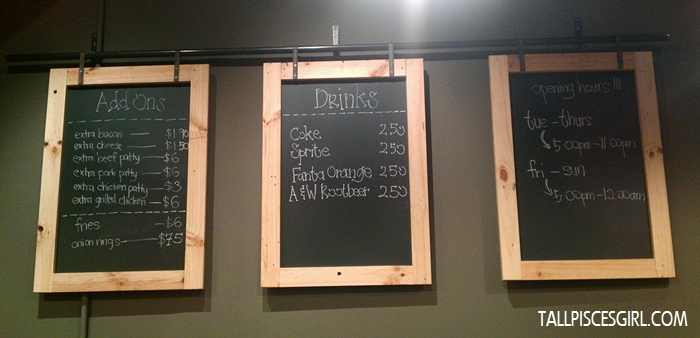 Add Ons
extra bacon — $1.90
extra cheese — $1.50
extra beef patty — $6
extra pork patty — $6
extra chicken patty — $3
extra grilled chicken — $6
fries — $6
onion rings — $7.5
Drinks
Coke 2.50
Sprite 2.50
Fanta Orange 2.50
A&W Rootbeer 2.50
opening hours !!!
tue - thurs
5.00pm - 11.00pm
fri - sun
5.00pm - 12.00am
TALLPISCESGIRL.COM